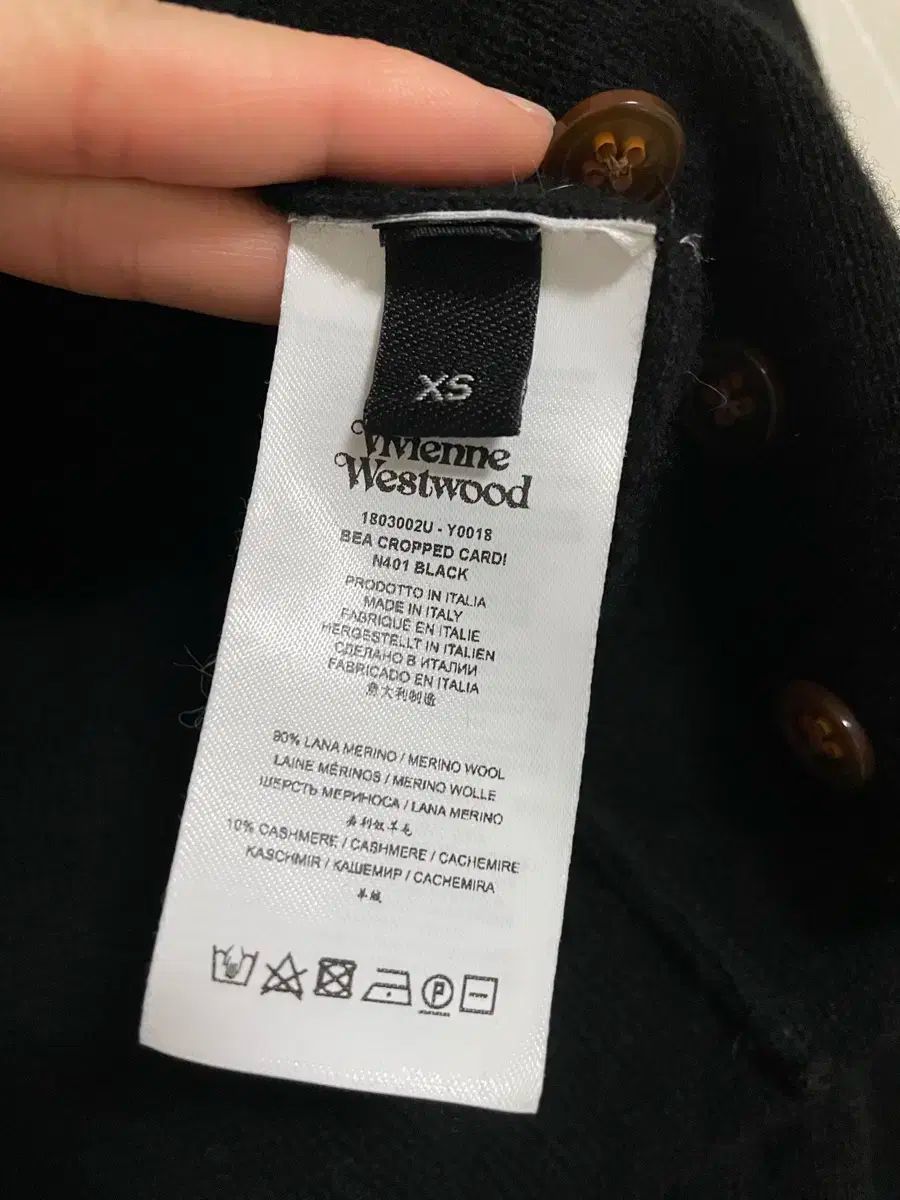 XS
Vivienne
Westwood
1803002U - Y0018
BEA CROPPED CARDI
N401 BLACK
PRODOTTO IN ITALIA
MADE IN ITALY
FABRIQUÉ EN ITALIE
HERGESTELLT IN ITALIEN
СДЕЛАНО В ИТАЛИИ
FABRICADO EN ITALIA
意大利制造
90% LANA MERINO / MERINO WOOL
LAINE MÉRINOS / MERINO WOLLE
ШЕРСТЬ МЕРИНОСА / LANA MERINO
美利奴羊毛
10% CASHMERE / CASHMERE / CACHEMIRE
KASCHMIR / КАШЕМИР / CACHEMIRA
羊绒
P